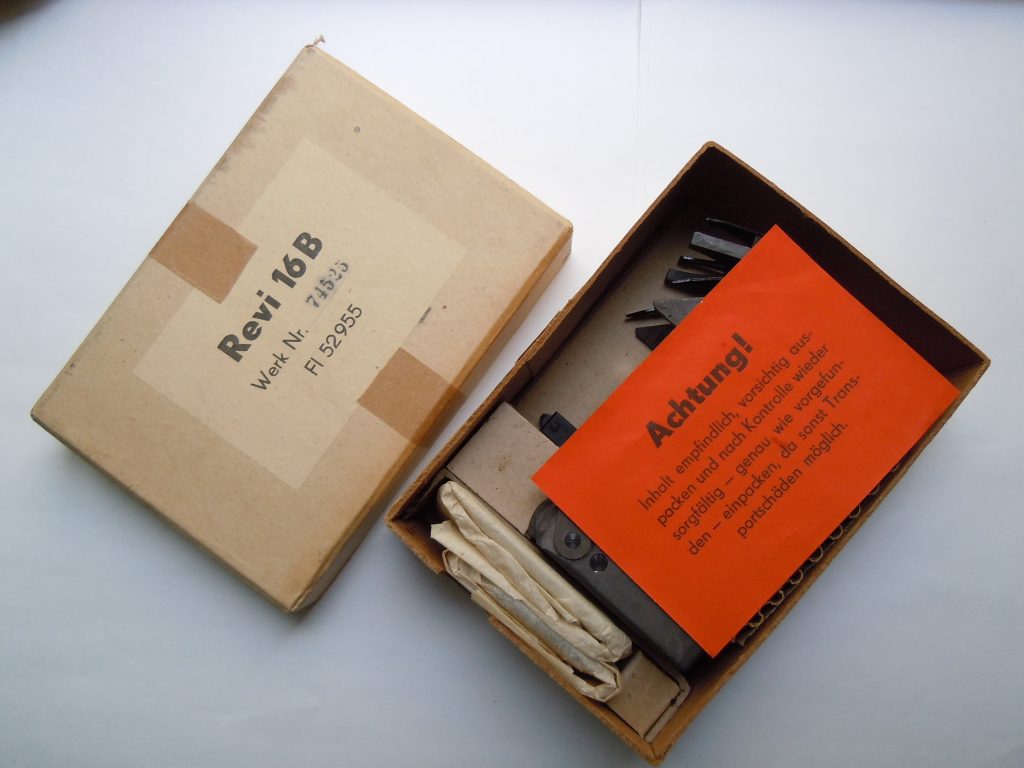 Revi 16 B
Werk Nr. 74525
Fl 52955
Achtung!
Inhalt empfindlich, vorsichtig aus-
packen und nach Kontrolle wieder
sorgfältig – genau wie vorgefun-
den – einpacken, da sonst Trans-
portschäden möglich.